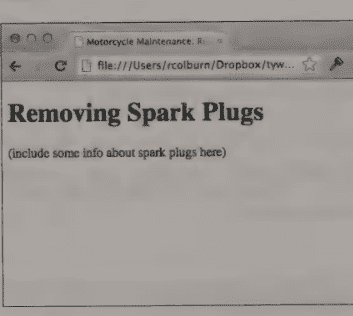 Motorcycle Maintenance: R...
file:///Users/rcolburn/Dropbox/tyw...
Removing Spark Plugs
(include some info about spark plugs here)